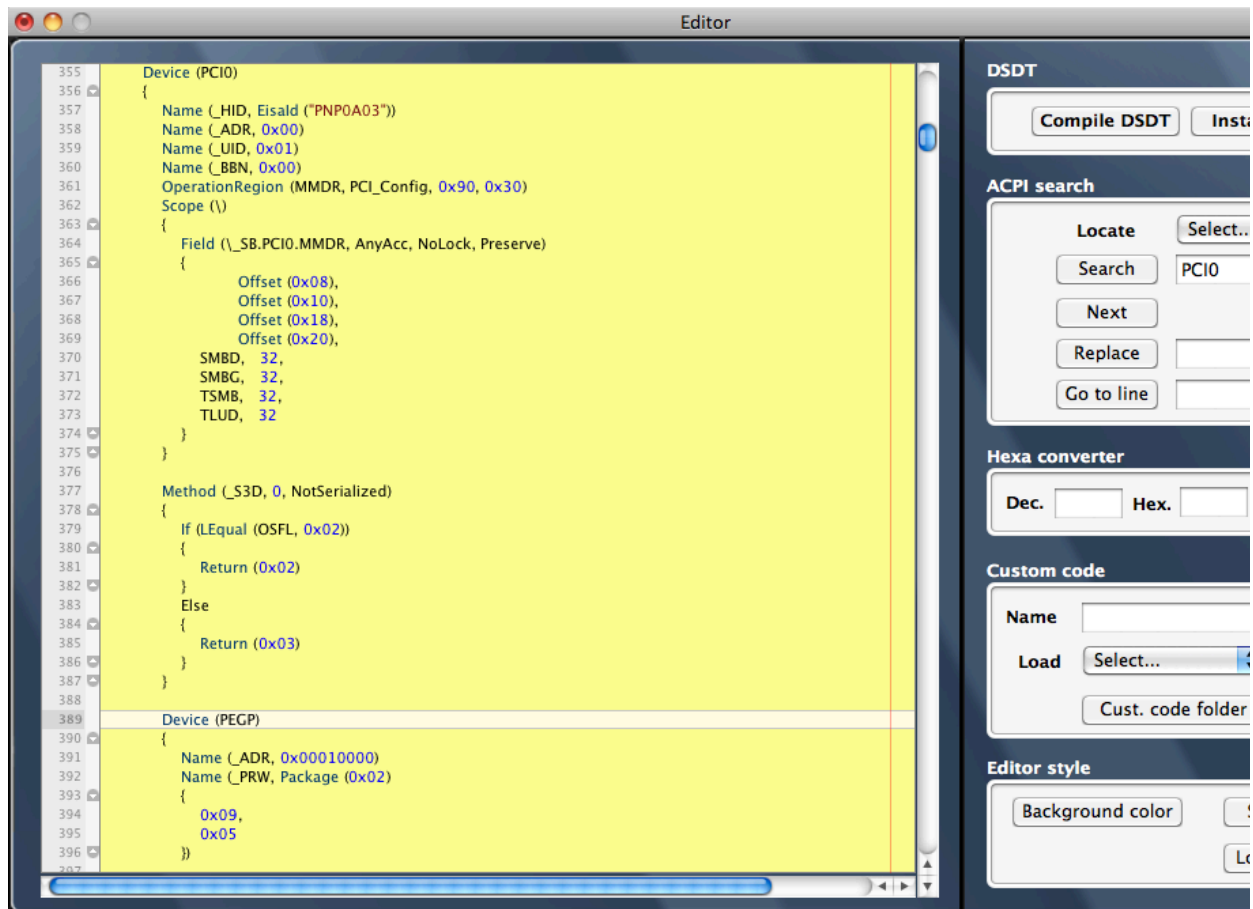 Editor
355 Device (PCI0)
356 {
357 Name (_HID, EisaId ("PNP0A03"))
358 Name (_ADR, 0x00)
359 Name (_UID, 0x01)
360 Name (_BBN, 0x00)
361 OperationRegion (MMDR, PCI_Config, 0x90, 0x30)
362 Scope (\)
363 {
364 Field (\_SB.PCI0.MMDR, AnyAcc, NoLock, Preserve)
365 {
366 Offset (0x08),
367 Offset (0x10),
368 Offset (0x18),
369 Offset (0x20),
370 SMBD, 32,
371 SMBG, 32,
372 TSMB, 32,
373 TLUD, 32
374 }
375 }
376
377 Method (_S3D, 0, NotSerialized)
378 {
379 If (LEqual (OSFL, 0x02))
380 {
381 Return (0x02)
382 }
383 Else
384 {
385 Return (0x03)
386 }
387 }
388
389 Device (PEGP)
390 {
391 Name (_ADR, 0x00010000)
392 Name (_PRW, Package (0x02)
393 {
394 0x09,
395 0x05
396 })
397
DSDT
Compile DSDT Insta
ACPI search
Locate Select...
Search PCI0
Next
Replace
Go to line
Hexa converter
Dec. Hex.
Custom code
Name
Load Select...
Cust. code folder
Editor style
Background color
Lo